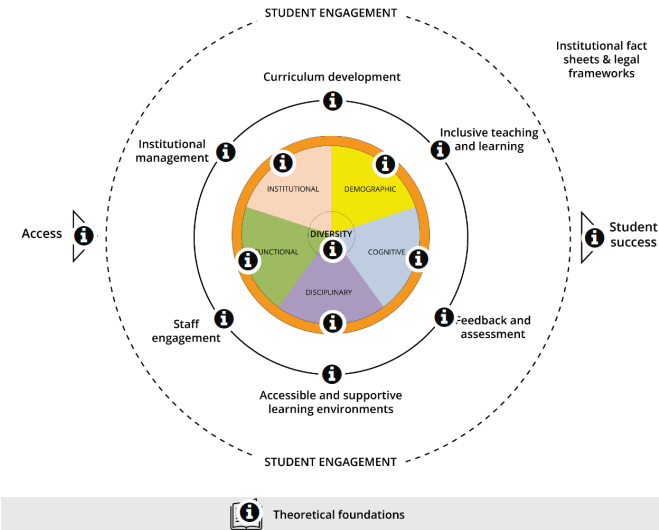 STUDENT ENGAGEMENT
Institutional fact
sheets & legal
frameworks
Curriculum development
Institutional
management
Inclusive teaching
and learning
INSTITUTIONAL
DEMOGRAPHIC
Access
DIVERSITY
UNCTIONAL
COGNITIVE
Student
success
DISCIPLINARY
Staff
engagement
Feedback and
assessment
Accessible and supportive
learning environments
STUDENT ENGAGEMENT
Theoretical foundations